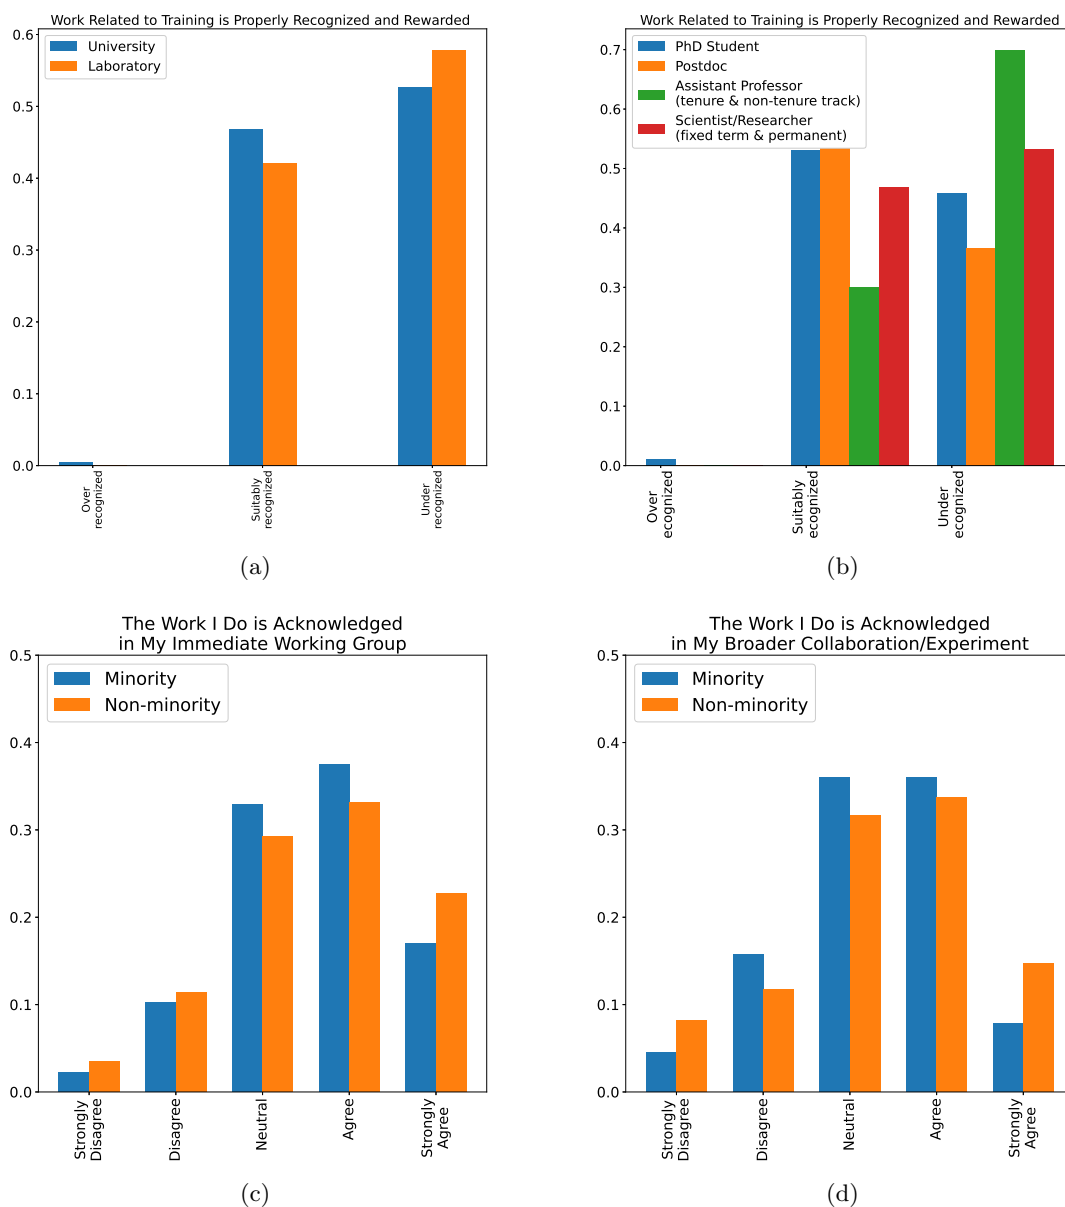 Work Related to Training is Properly Recognized and Rewarded
University
Laboratory
0.6
0.5
0.4
0.3
0.2
0.1
0.0
Over
recognized
Suitably
recognized
Under
recognized
(a)
Work Related to Training is Properly Recognized and Rewarded
PhD Student
Postdoc
Assistant Professor
(tenure & non-tenure track)
Scientist/Researcher
(fixed term & permanent)
0.7
0.6
0.5
0.4
0.3
0.2
0.1
0.0
Over
ecognized
Suitably
ecognized
Under
ecognized
(b)
The Work I Do is Acknowledged
in My Immediate Working Group
Minority
Non-minority
0.5
0.4
0.3
0.2
0.1
0.0
Strongly
Disagree
Disagree
Neutral
Agree
Strongly
Agree
(c)
The Work I Do is Acknowledged
in My Broader Collaboration/Experiment
Minority
Non-minority
0.5
0.4
0.3
0.2
0.1
0.0
Strongly
Disagree
Disagree
Neutral
Agree
Strongly
Agree
(d)